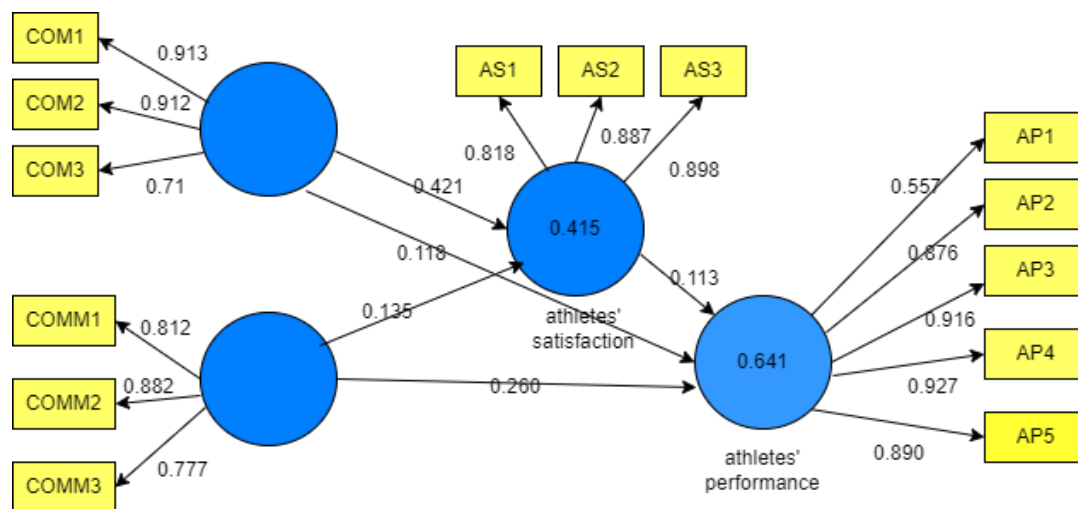 COM1
0.913
COM2
0.912
COM3
0.71
AS1
AS2
AS3
0.818
0.887
0.898
0.421
0.415
0.118
0.113
0.135
athletes'
satisfaction
COMM1
0.812
COMM2
0.882
COMM3
0.777
0.260
0.641
athletes'
performance
AP1
0.557
AP2
0.876
AP3
0.916
AP4
0.927
AP5
0.890